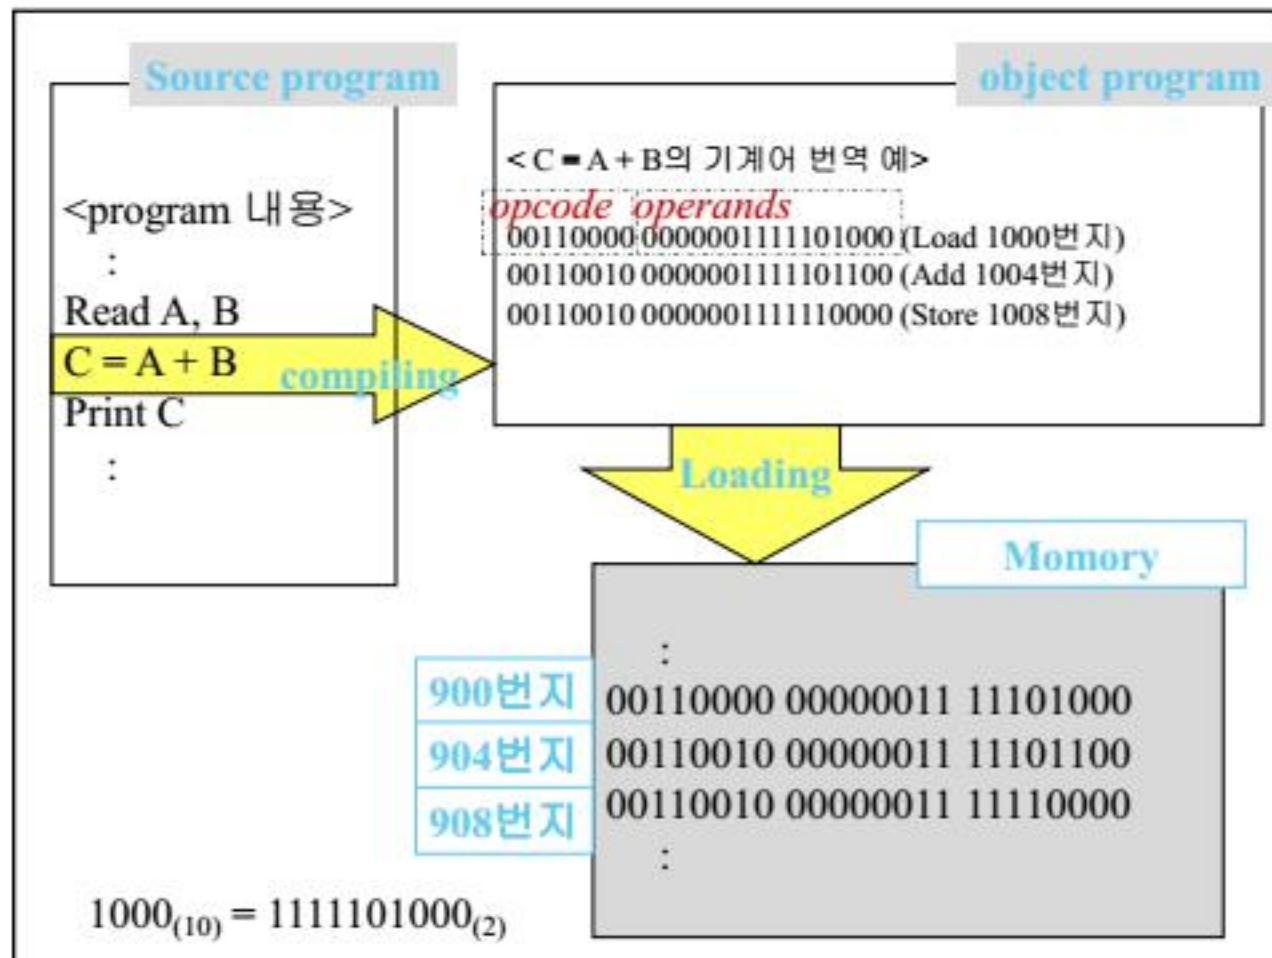 Source program
<program 내용>
:
Read A, B
C = A + B
Print C
:
compiling
object program
< C = A + B의 기계어 번역 예>
opcode operands
00110000 0000001111101000 (Load 1000번지)
00110010 0000001111101100 (Add 1004번지)
00110010 0000001111110000 (Store 1008번지)
Loading
Momory
:
900번지 00110000 00000011 11101000
904번지 00110010 00000011 11101100
908번지 00110010 00000011 11110000
:
1000(10) = 1111101000(2)